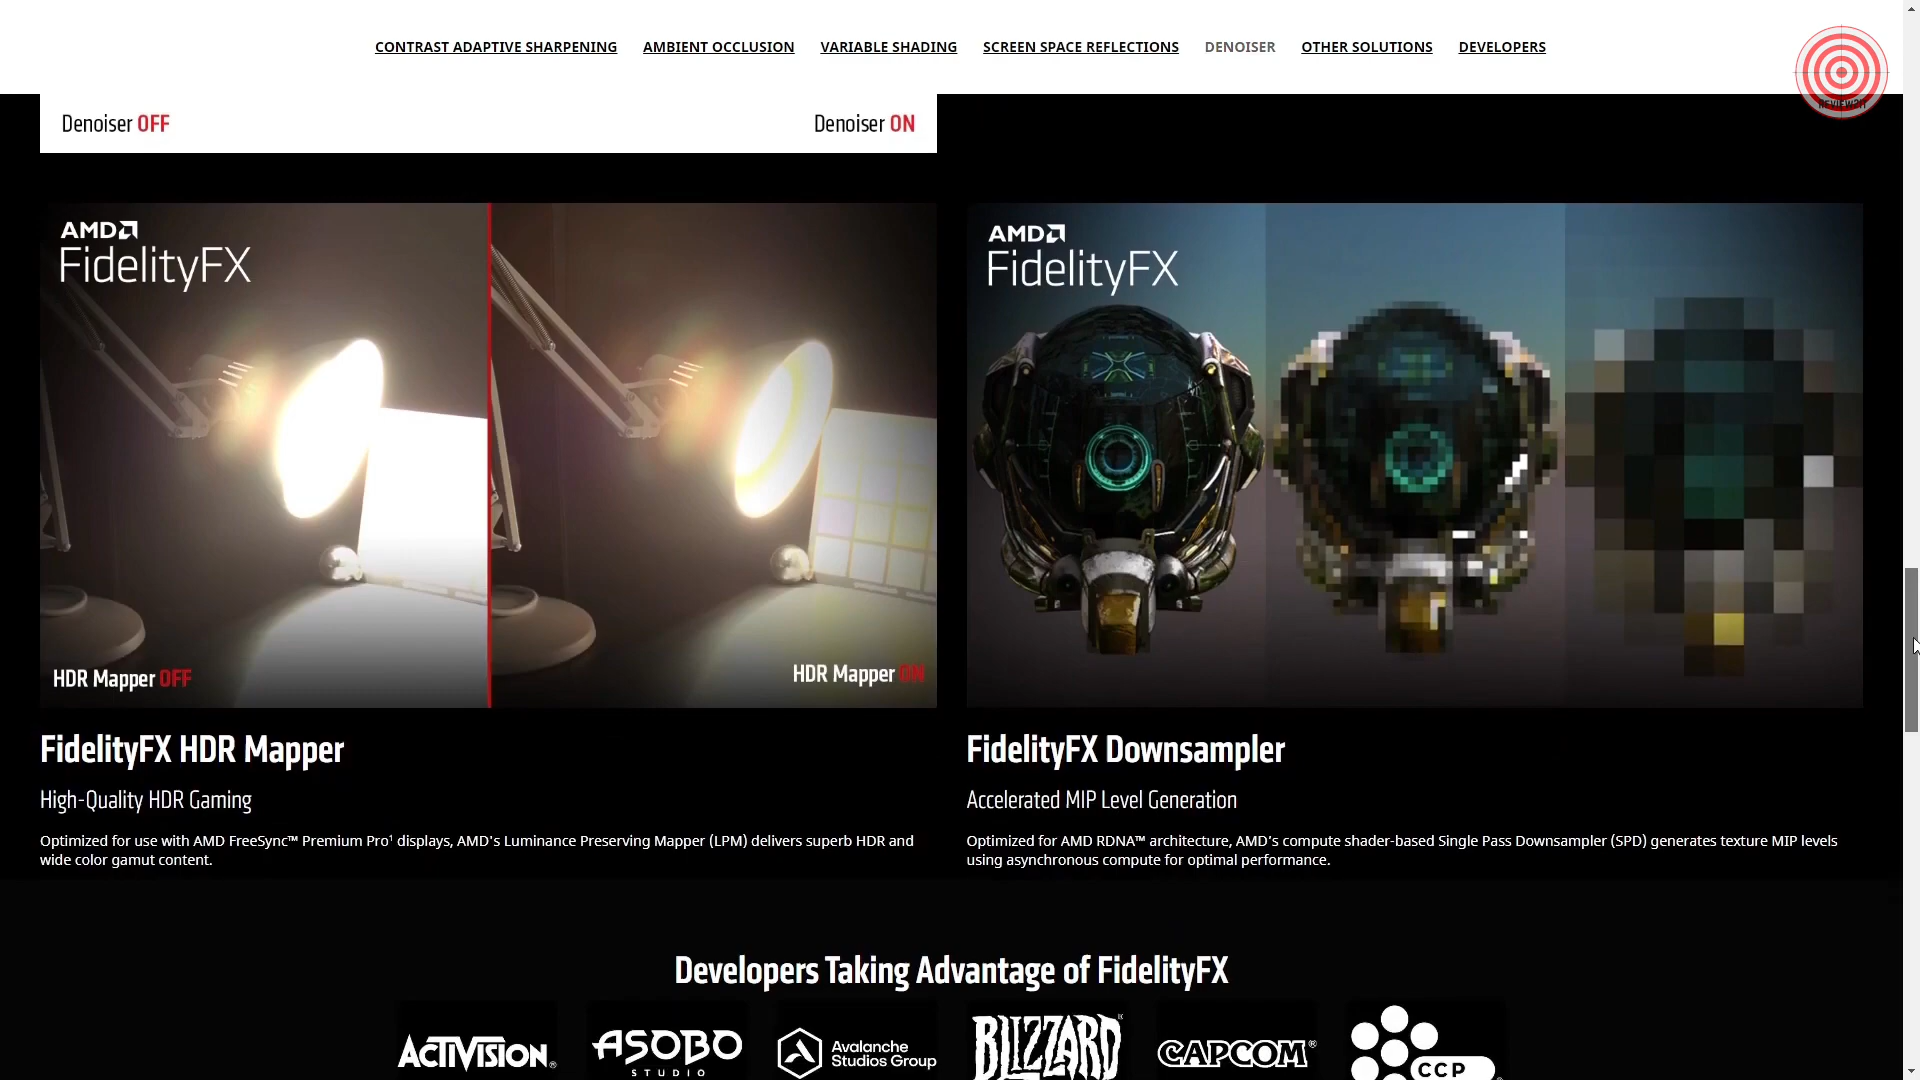 CONTRAST ADAPTIVE SHARPENING AMBIENT OCCLUSION VARIABLE SHADING SCREEN SPACE REFLECTIONS DENOISER OTHER SOLUTIONS DEVELOPERS
Denoiser OFF
Denoiser ON
AMD
FidelityFX
HDR Mapper OFF
HDR Mapper ON
AMD
FidelityFX
FidelityFX HDR Mapper
High-Quality HDR Gaming
Optimized for use with AMD FreeSync™ Premium Pro¹ displays, AMD's Luminance Preserving Mapper (LPM) delivers superb HDR and
wide color gamut content.
FidelityFX Downsampler
Accelerated MIP Level Generation
Optimized for AMD RDNA™ architecture, AMD’s compute shader-based Single Pass Downsampler (SPD) generates texture MIP levels
using asynchronous compute for optimal performance.
Developers Taking Advantage of FidelityFX
ACTIVISION®
ASOBO
STUDIO
Avalanche
Studios Group
BLIZZARD
CAPCOM®
CCP